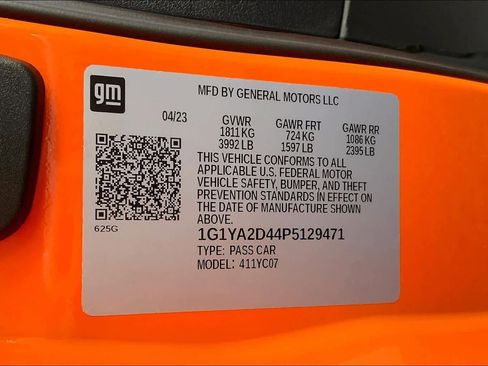 gm
MFD BY GENERAL MOTORS LLC
04/23 GVWR GAWR FRT GAWR RR
1811 KG 724 KG 1086 KG
3992 LB 1597 LB 2395 LB
THIS VEHICLE CONFORMS TO ALL
APPLICABLE U.S. FEDERAL MOTOR
VEHICLE SAFETY, BUMPER, AND THEFT
PREVENTION STANDARDS IN EFFECT ON
THE DATE OF MANUFACTURE SHOWN
ABOVE.
625G
1G1YA2D44P5129471
TYPE: PASS CAR
MODEL: 411YC07